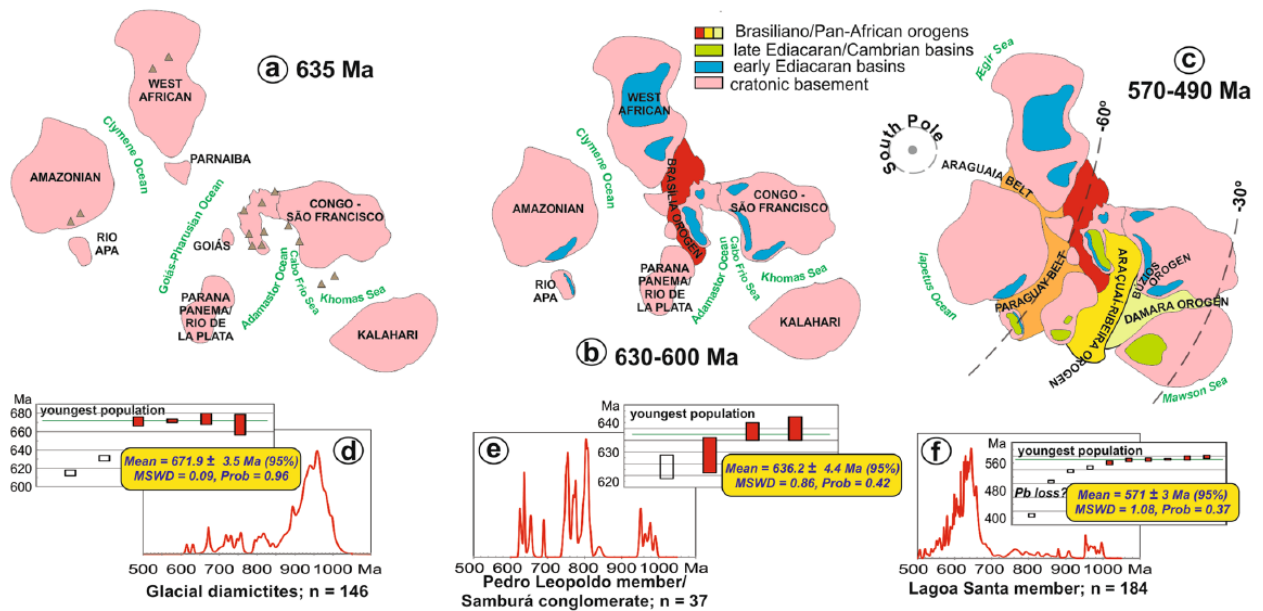 a 635 Ma
WEST
AFRICAN
Clymene Ocean
PARNAIBA
AMAZONIAN
Goiás-Pharusian Ocean
RIO
APA
GOIÁS
CONGO -
SÃO FRANCISCO
Adamastor Ocean
Cabo Frio Sea
Khomas Sea
PARANA
PANEMA/
RIO DE
LA PLATA
KALAHARI
Brasiliano/Pan-African orogens
late Ediacaran/Cambrian basins
early Ediacaran basins
cratonic basement
WEST
AFRICAN
Clymene Ocean
BRASÍLIA OROGEN
AMAZONIAN
CONGO -
SÃO FRANCISCO
RIO
APA
PARANA
PANEMA/
RIO DE
LA PLATA
Adamastor Ocean
Cabo Frio Sea
Khomas Sea
KALAHARI
b 630-600 Ma
c
570-490 Ma
Ægir Sea
South Pole
-60º
-30º
ARAGUAIA BELT
Iapetus Ocean
PARAGUAY-BELT
ARAÇUAÍ-RIBEIRA OROGEN
BÚZIOS
OROGEN
DAMARA OROGEN
Mawson Sea
Ma
680
660
640
620
600
youngest population
d
Mean = 671.9 ± 3.5 Ma (95%)
MSWD = 0.09, Prob = 0.96
500 600 700 800 900 1000 Ma
Glacial diamictites; n = 146
e
Ma
640
630
620
youngest population
Mean = 636.2 ± 4.4 Ma (95%)
MSWD = 0.86, Prob = 0.42
500 600 700 800 900 1000 Ma
Pedro Leopoldo member/
Samburá conglomerate; n = 37
f
Ma
560
480
400
youngest population
Pb loss?
Mean = 571 ± 3 Ma (95%)
MSWD = 1.08, Prob = 0.37
500 600 700 800 900 1000 Ma
Lagoa Santa member; n = 184